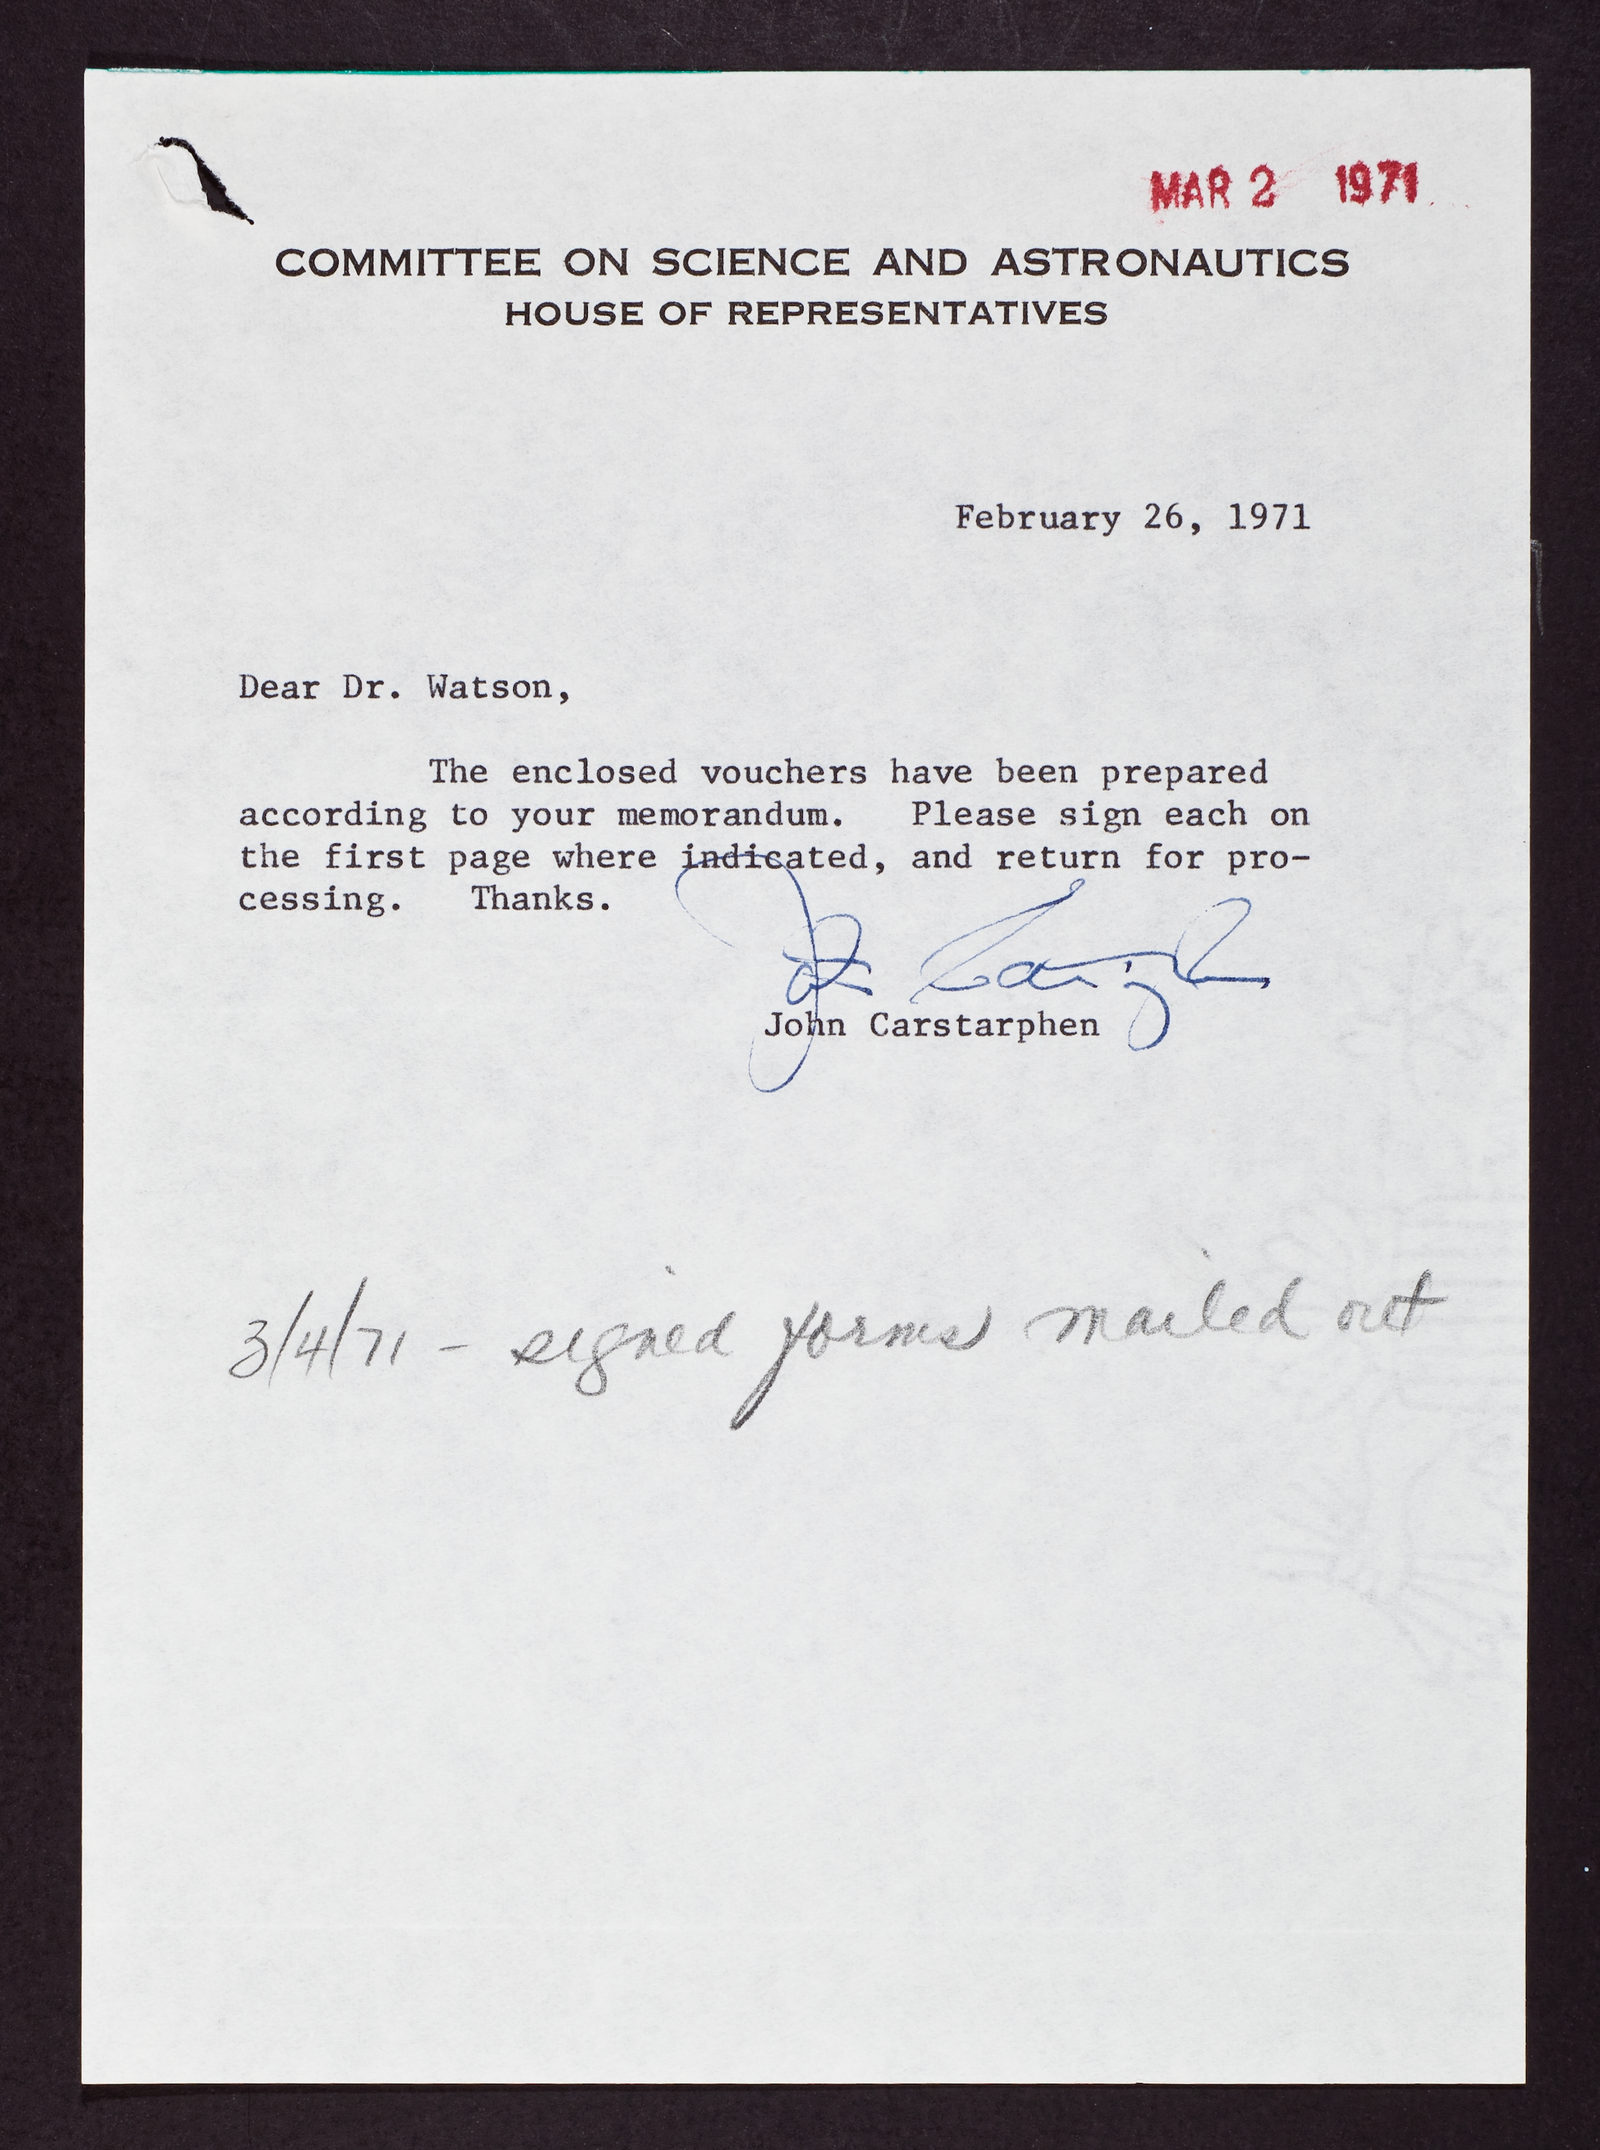 MAR 2 1971
COMMITTEE ON SCIENCE AND ASTRONAUTICS
HOUSE OF REPRESENTATIVES
February 26, 1971
Dear Dr. Watson,
The enclosed vouchers have been prepared
according to your memorandum. Please sign each on
the first page where indicated, and return for pro-
cessing. Thanks.
John Carstarphen
John Carstarphen
3/4/71 - signed forms mailed out